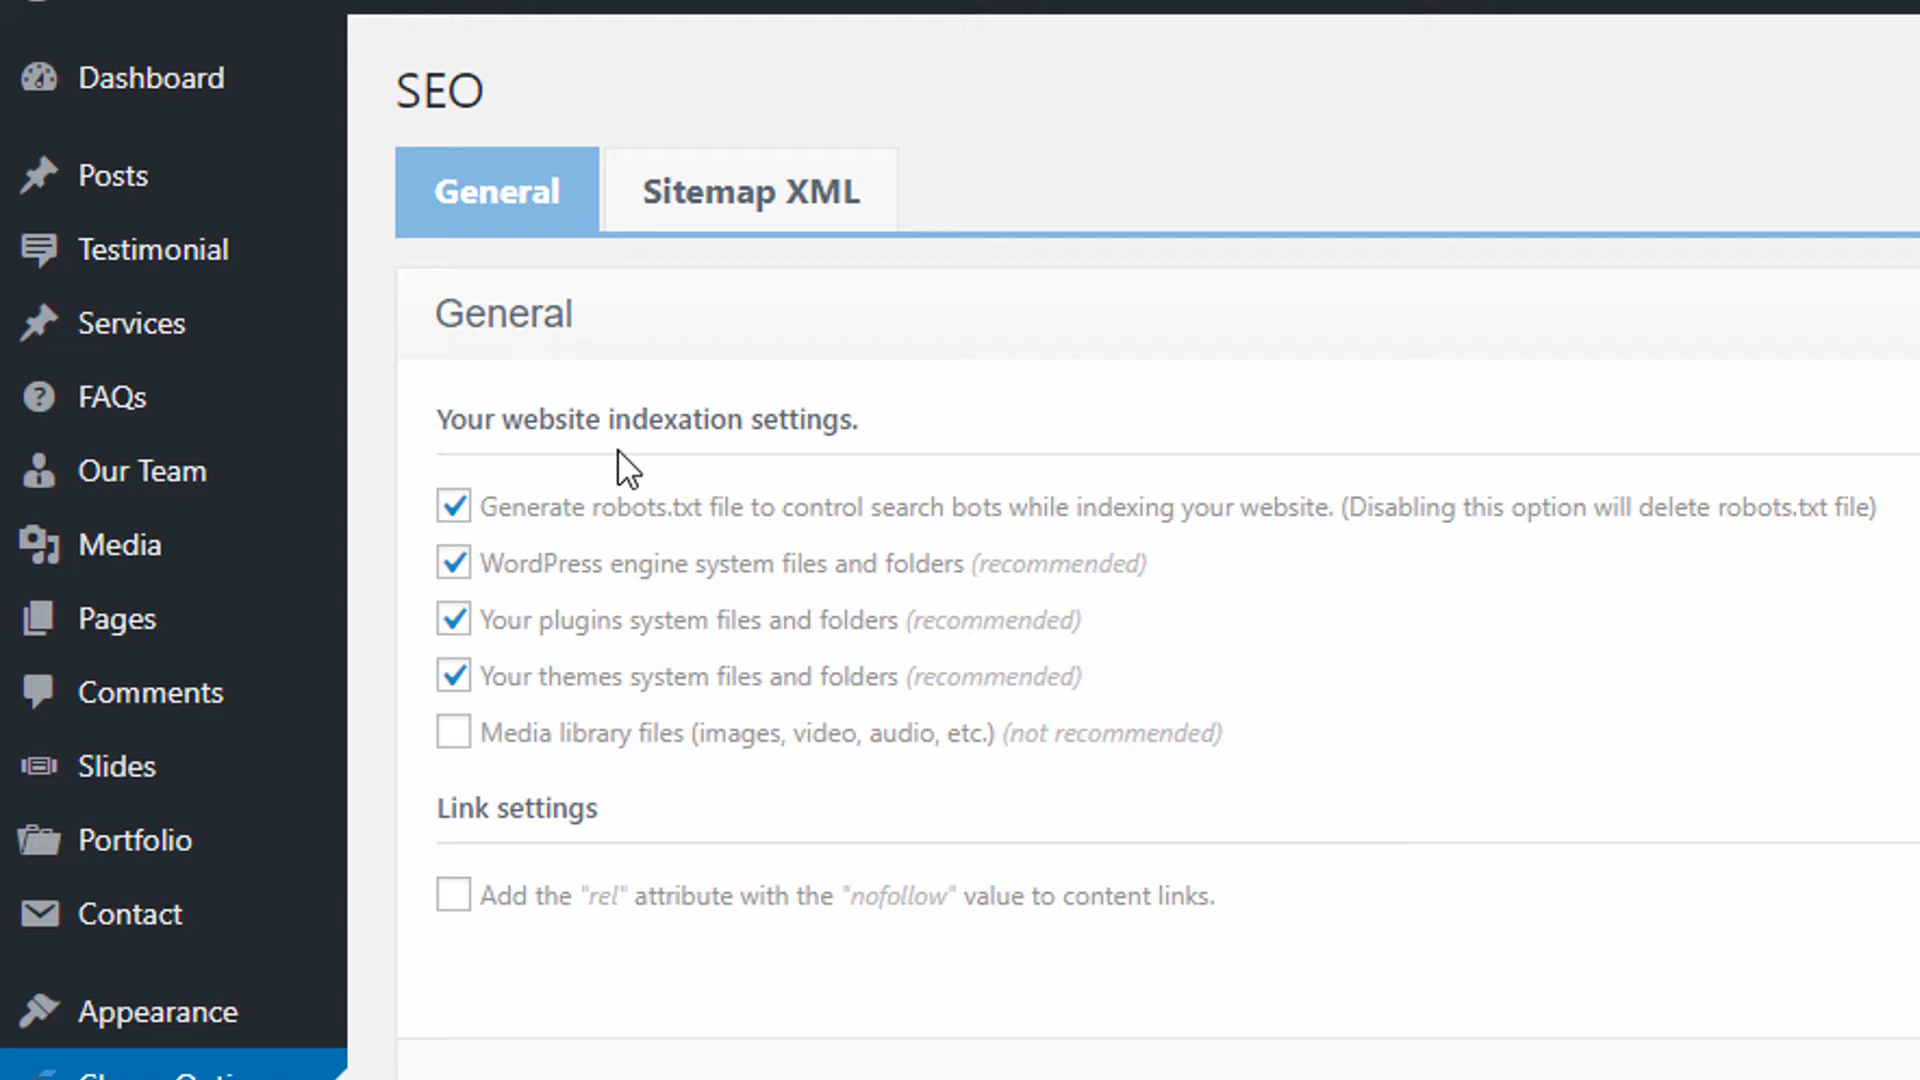 Dashboard
Posts
Testimonial
Services
FAQs
Our Team
Media
Pages
Comments
Slides
Portfolio
Contact
Appearance
SEO
General
Sitemap XML
General
Your website indexation settings.
Generate robots.txt file to control search bots while indexing your website. (Disabling this option will delete robots.txt file)
WordPress engine system files and folders (recommended)
Your plugins system files and folders (recommended)
Your themes system files and folders (recommended)
Media library files (images, video, audio, etc.) (not recommended)
Link settings
Add the "rel" attribute with the "nofollow" value to content links.